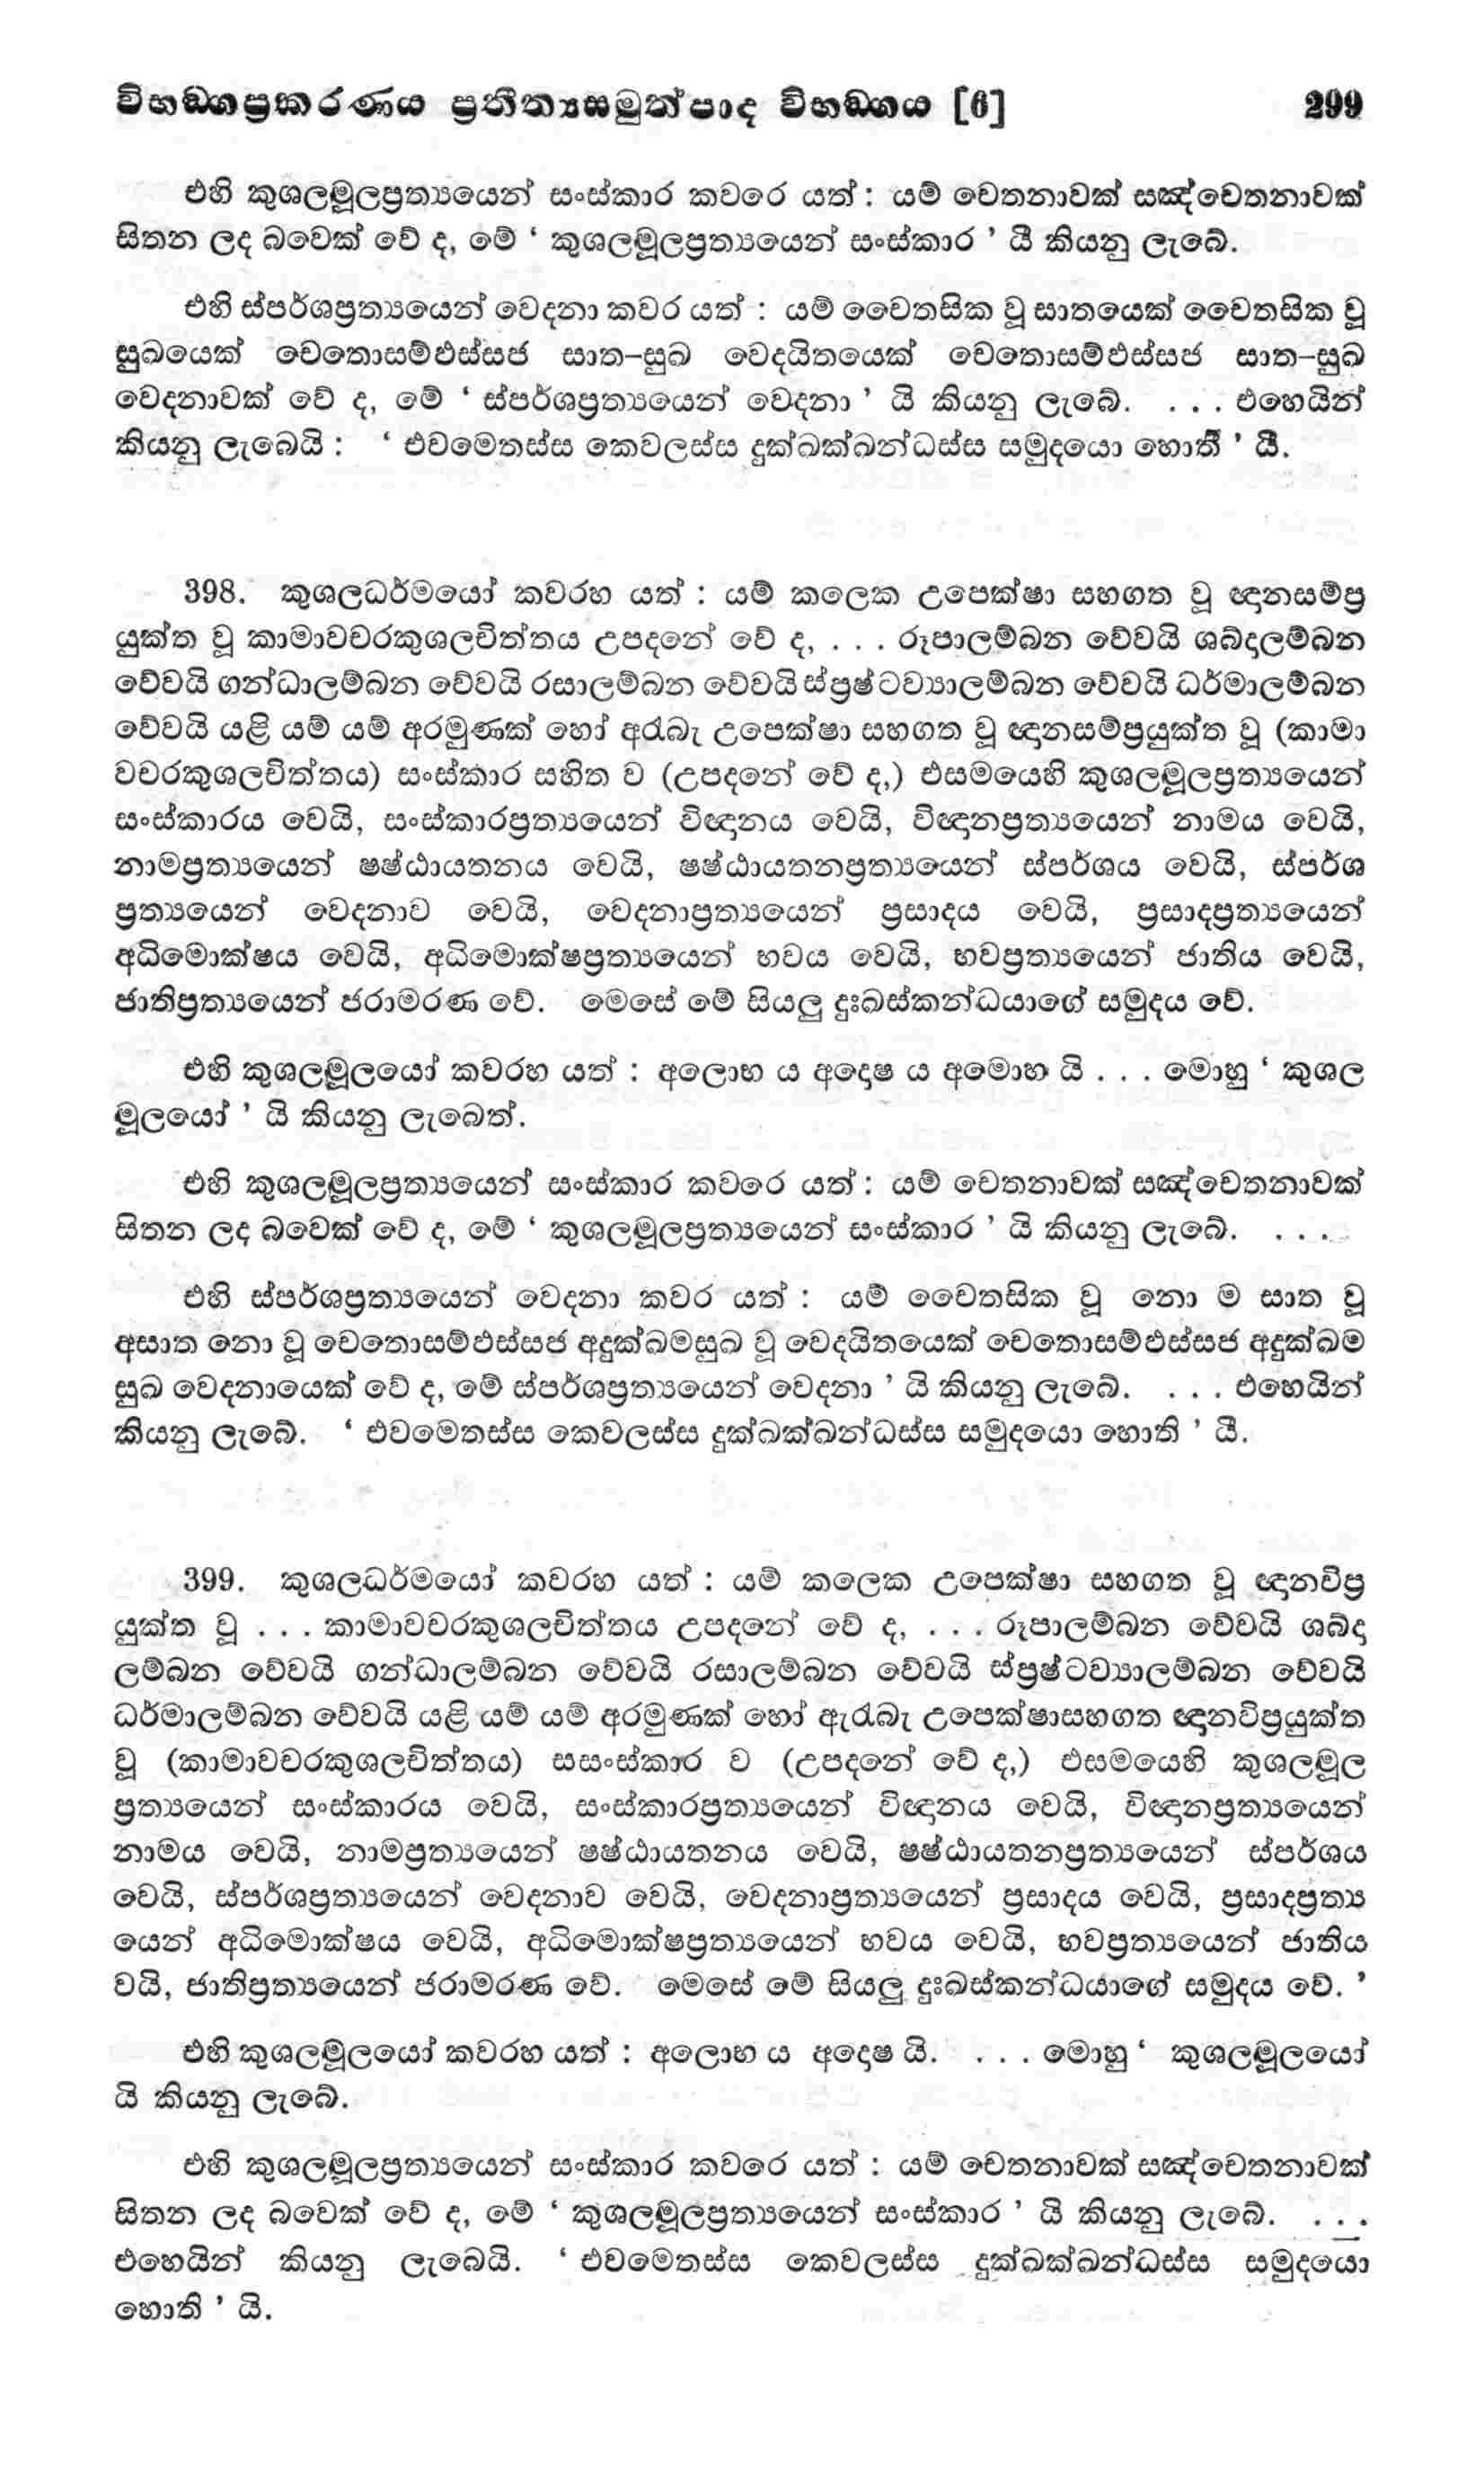 විභඞ්ගප්‍රකරණය ප්‍රතීත්‍යසමුත්පාද විභඞ්ගය [6] 299
එහි කුශලමූලප්‍රත්‍යයෙන් සංස්කාර කවරෙ යත් : යම් චෙතනාවක් සඤ්චෙතනාවක්
සිතන ලද බවෙක් වේ ද, මේ ‘ කුශලමූලප්‍රත්‍යයෙන් සංස්කාර ’ යී කියනු ලැබේ.
එහි ස්පර්ශප්‍රත්‍යයෙන් වෙදනා කවර යත් : යම් චෛතසික වූ සාතයෙක් චෛතසික වූ
සුඛයෙක් චෙතොසම්ඵස්සජ සාත–සුඛ වෙදයිතයෙක් චෙතොසම්ඵස්සජ සාත–සුඛ
වෙදනාවක් වේ ද, මේ ‘ ස්පර්ශප්‍රත්‍යයෙන් වෙදනා ’ යි කියනු ලැබේ. . . . එහෙයින්
කියනු ලැබෙයි : ‘ එවමෙතස්ස කෙවලස්ස දුක්ඛක්ඛන්ධස්ස සමුදයො හොතී ’ යී.
398. කුශලධර්මයෝ කවරහ යත් : යම් කලෙක උපෙක්ෂා සහගත වූ ඥානසම්ප්‍ර
යුක්ත වූ කාමාවචරකුශලචිත්තය උපදනේ වේ ද, . . . රූපාලම්බන වේවයි ශබ්දාලම්බන
වේවයි ගන්ධාලම්බන වේවයි රසාලම්බන වේවයි ස්ප්‍රෂ්ටව්‍යාලම්බන වේවයි ධර්මාලම්බන
වේවයි යළි යම් යම් අරමුණක් හෝ අරබැ උපෙක්ෂා සහගත වූ ඥානසම්ප්‍රයුක්ත වූ (කාමා
වචරකුශලචිත්තය) සංස්කාර සහිත ව (උපදනේ වේ ද,) එසමයෙහි කුශලමූලප්‍රත්‍යයෙන්
සංස්කාරය වෙයි, සංස්කාරප්‍රත්‍යයෙන් විඥානය වෙයි, විඥානප්‍රත්‍යයෙන් නාමය වෙයි,
නාමප්‍රත්‍යයෙන් ෂෂ්ඨායතනය වෙයි, ෂෂ්ඨායතනප්‍රත්‍යයෙන් ස්පර්ශය වෙයි, ස්පර්ශ
ප්‍රත්‍යයෙන් වෙදනාව වෙයි, වෙදනාප්‍රත්‍යයෙන් ප්‍රසාදය වෙයි, ප්‍රසාදප්‍රත්‍යයෙන්
අධිමොක්ෂය වෙයි, අධිමොක්ෂප්‍රත්‍යයෙන් භවය වෙයි, භවප්‍රත්‍යයෙන් ජාතිය වෙයි,
ජාතිප්‍රත්‍යයෙන් ජරාමරණ වේ. මෙසේ මේ සියලු දුඃඛස්කන්ධයාගේ සමුදය වේ.
එහි කුශලමූලයෝ කවරහ යත් : අලොභ ය අදොෂ ය අමොහ යි . . . මොහු ‘ කුශල
මූලයෝ ’ යි කියනු ලැබෙත්.
එහි කුශලමූලප්‍රත්‍යයෙන් සංස්කාර කවරෙ යත් : යම් චෙතනාවක් සඤ්චෙතනාවක්
සිතන ලද බවෙක් වේ ද, මේ ‘ කුශලමූලප්‍රත්‍යයෙන් සංස්කාර ’ යි කියනු ලැබේ. . . .
එහි ස්පර්ශප්‍රත්‍යයෙන් වෙදනා කවර යත් : යම් චෛතසික වූ නො ම සාත වූ
අසාත නො වූ චෙතොසම්ඵස්සජ අදුක්ඛමසුඛ වූ වෙදයිතයෙක් චෙතොසම්ඵස්සජ අදුක්ඛම
සුඛ වෙදනායෙක් වේ ද, මේ ස්පර්ශප්‍රත්‍යයෙන් වෙදනා ’ යි කියනු ලැබේ. . . . එහෙයින්
කියනු ලැබේ. ‘ එවමෙතස්ස කෙවලස්ස දුක්ඛක්ඛන්ධස්ස සමුදයො හොති ’ යී.
399. කුශලධර්මයෝ කවරහ යත් : යම් කලෙක උපෙක්ෂා සහගත වූ ඥානවිප්‍ර
යුක්ත වූ . . . කාමාවචරකුශලචිත්තය උපදනේ වේ ද, . . . රූපාලම්බන වේවයි ශබ්දා
ලම්බන වේවයි ගන්ධාලම්බන වේවයි රසාලම්බන වේවයි ස්ප්‍රෂ්ටව්‍යාලම්බන වේවයි
ධර්මාලම්බන වේවයි යළි යම් යම් අරමුණක් හෝ ඇරබැ උපෙක්ෂාසහගත ඥානවිප්‍රයුක්ත
වූ (කාමාවචරකුශලචිත්තය) සසංස්කාර ව (උපදනේ වේ ද,) එසමයෙහි කුශලමූල
ප්‍රත්‍යයෙන් සංස්කාරය වෙයි, සංස්කාරප්‍රත්‍යයෙන් විඥානය වෙයි, විඥානප්‍රත්‍යයෙන්
නාමය වෙයි, නාමප්‍රත්‍යයෙන් ෂෂ්ඨායතනය වෙයි, ෂෂ්ඨායතනප්‍රත්‍යයෙන් ස්පර්ශය
වෙයි, ස්පර්ශප්‍රත්‍යයෙන් වෙදනාව වෙයි, වෙදනාප්‍රත්‍යයෙන් ප්‍රසාදය වෙයි, ප්‍රසාදප්‍රත්‍ය
යෙන් අධිමොක්ෂය වෙයි, අධිමොක්ෂප්‍රත්‍යයෙන් භවය වෙයි, භවප්‍රත්‍යයෙන් ජාතිය
වයි, ජාතිප්‍රත්‍යයෙන් ජරාමරණ වේ. මෙසේ මේ සියලු දුඃඛස්කන්ධයාගේ සමුදය වේ. ’
එහි කුශලමූලයෝ කවරහ යත් : අලොභ ය අදොෂ යි. . . . මොහු ‘ කුශලමූලයෝ
යි කියනු ලැබේ.
එහි කුශලමූලප්‍රත්‍යයෙන් සංස්කාර කවරෙ යත් : යම් චෙතනාවක් සඤ්චෙතනාවක්
සිතන ලද බවෙක් වේ ද, මේ ‘ කුශලමූලප්‍රත්‍යයෙන් සංස්කාර ’ යි කියනු ලැබේ. . . .
එහෙයින් කියනු ලැබෙයි. ‘ එවමෙතස්ස කෙවලස්ස දුක්ඛක්ඛන්ධස්ස සමුදයො
හොති ’ යි.